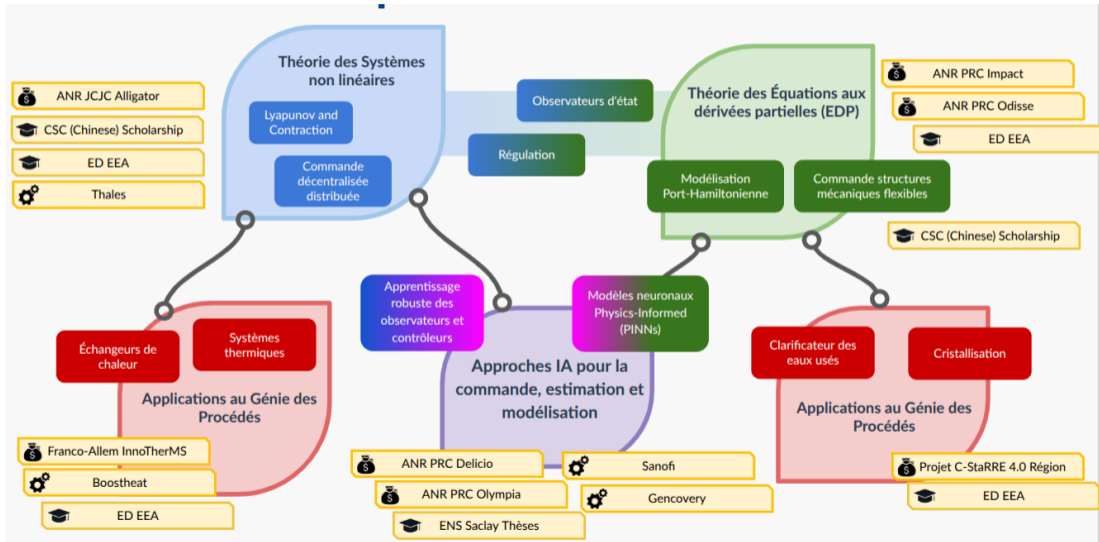 Théorie des Systèmes
non linéaires
Lyapunov and
Contraction
Commande
décentralisée
distribuée
ANR JCJC Alligator
CSC (Chinese) Scholarship
ED EEA
Thales
Observateurs d'état
Régulation
Théorie des Équations aux
dérivées partielles (EDP)
Modélisation
Port-Hamiltonienne
Commande structures
mécaniques flexibles
ANR PRC Impact
ANR PRC Odisse
ED EEA
CSC (Chinese) Scholarship
Échangeurs de
chaleur
Systèmes
thermiques
Applications au Génie des
Procédés
Franco-Allem InnoTherMS
Boostheat
ED EEA
Apprentissage
robuste des
observateurs et
contrôleurs
Modèles neuronaux
Physics-Informed
(PINNs)
Approches IA pour la
commande, estimation et
modélisation
ANR PRC Delicio
ANR PRC Olympia
ENS Saclay Thèses
Sanofi
Gencovery
Clarificateur des
eaux usés
Cristallisation
Applications au Génie des
Procédés
Projet C-StaRRE 4.0 Région
ED EEA